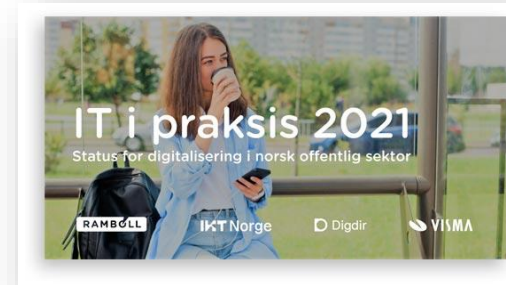 IT i praksis 2021
Status for digitalisering i norsk offentlig sektor
RAMBOLL IKT Norge Digdir VISMA